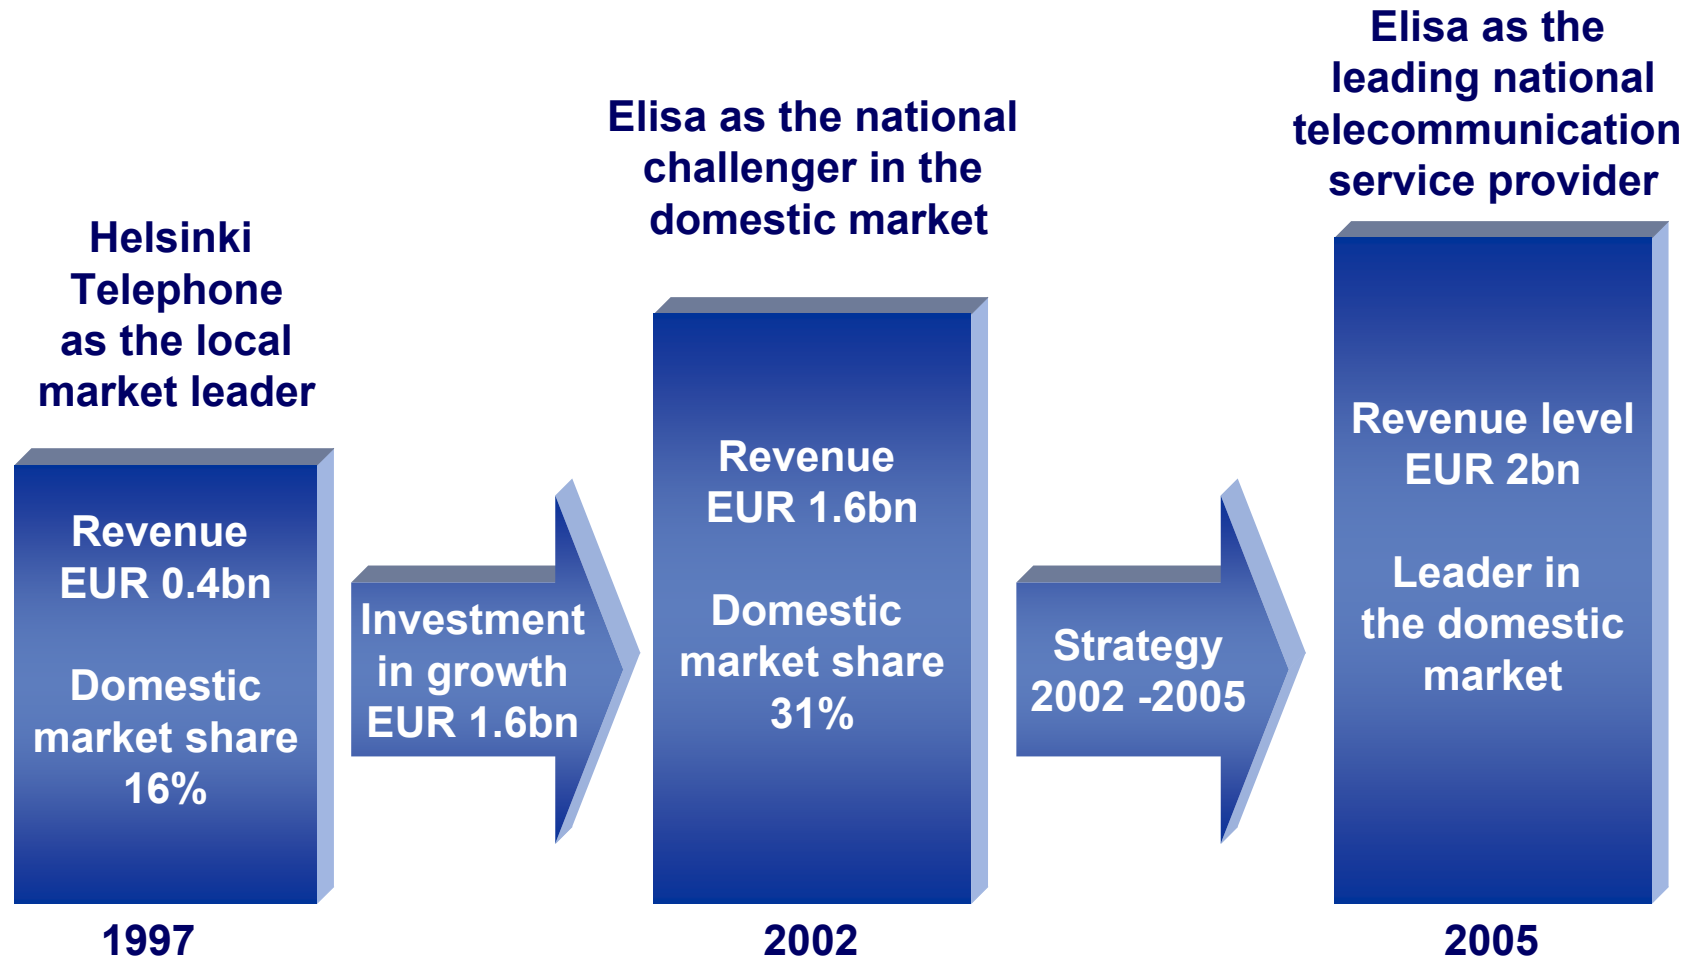 Helsinki
Telephone
as the local
market leader
Revenue
EUR 0.4bn
Domestic
market share
16%
1997
Investment
in growth
EUR 1.6bn
Elisa as the national
challenger in the
domestic market
Revenue
EUR 1.6bn
Domestic
market share
31%
2002
Strategy
2002 -2005
Elisa as the
leading national
telecommunication
service provider
Revenue level
EUR 2bn
Leader in
the domestic
market
2005